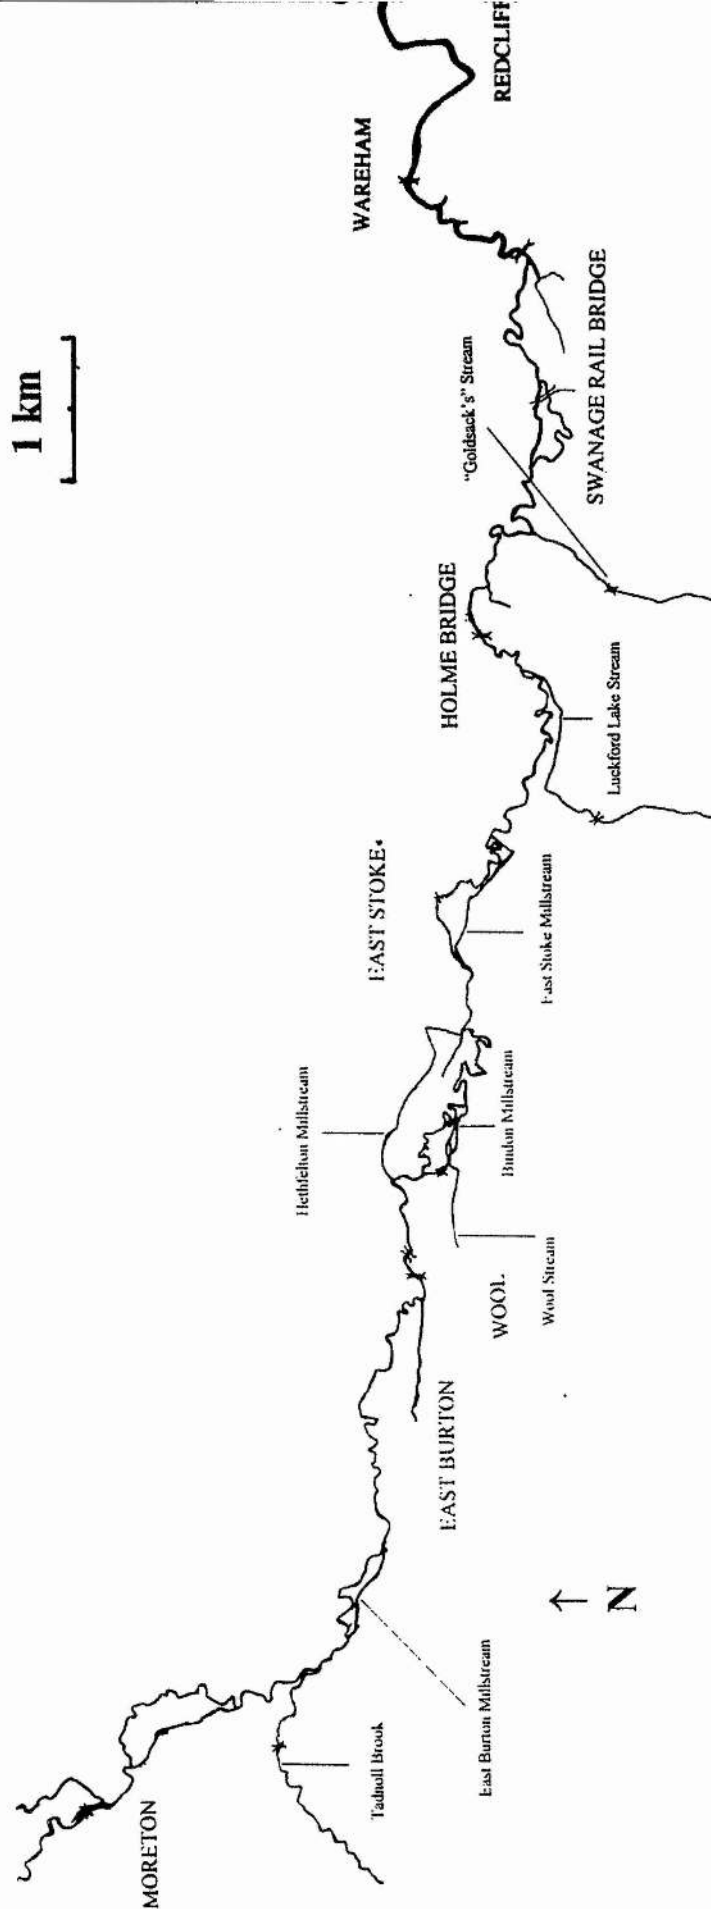 1 km
REDCLIFF
WAREHAM
SWANAGE RAIL BRIDGE
"Goldsack's" Stream
HOLME BRIDGE
Luckford Lake Stream
EAST STOKE
East Stoke Millstream
Hethfelton Millstream
Bindon Millstream
Wool Stream
WOOL
EAST BURTON
N
East Burton Millstream
Tadnoll Brook
MORETON